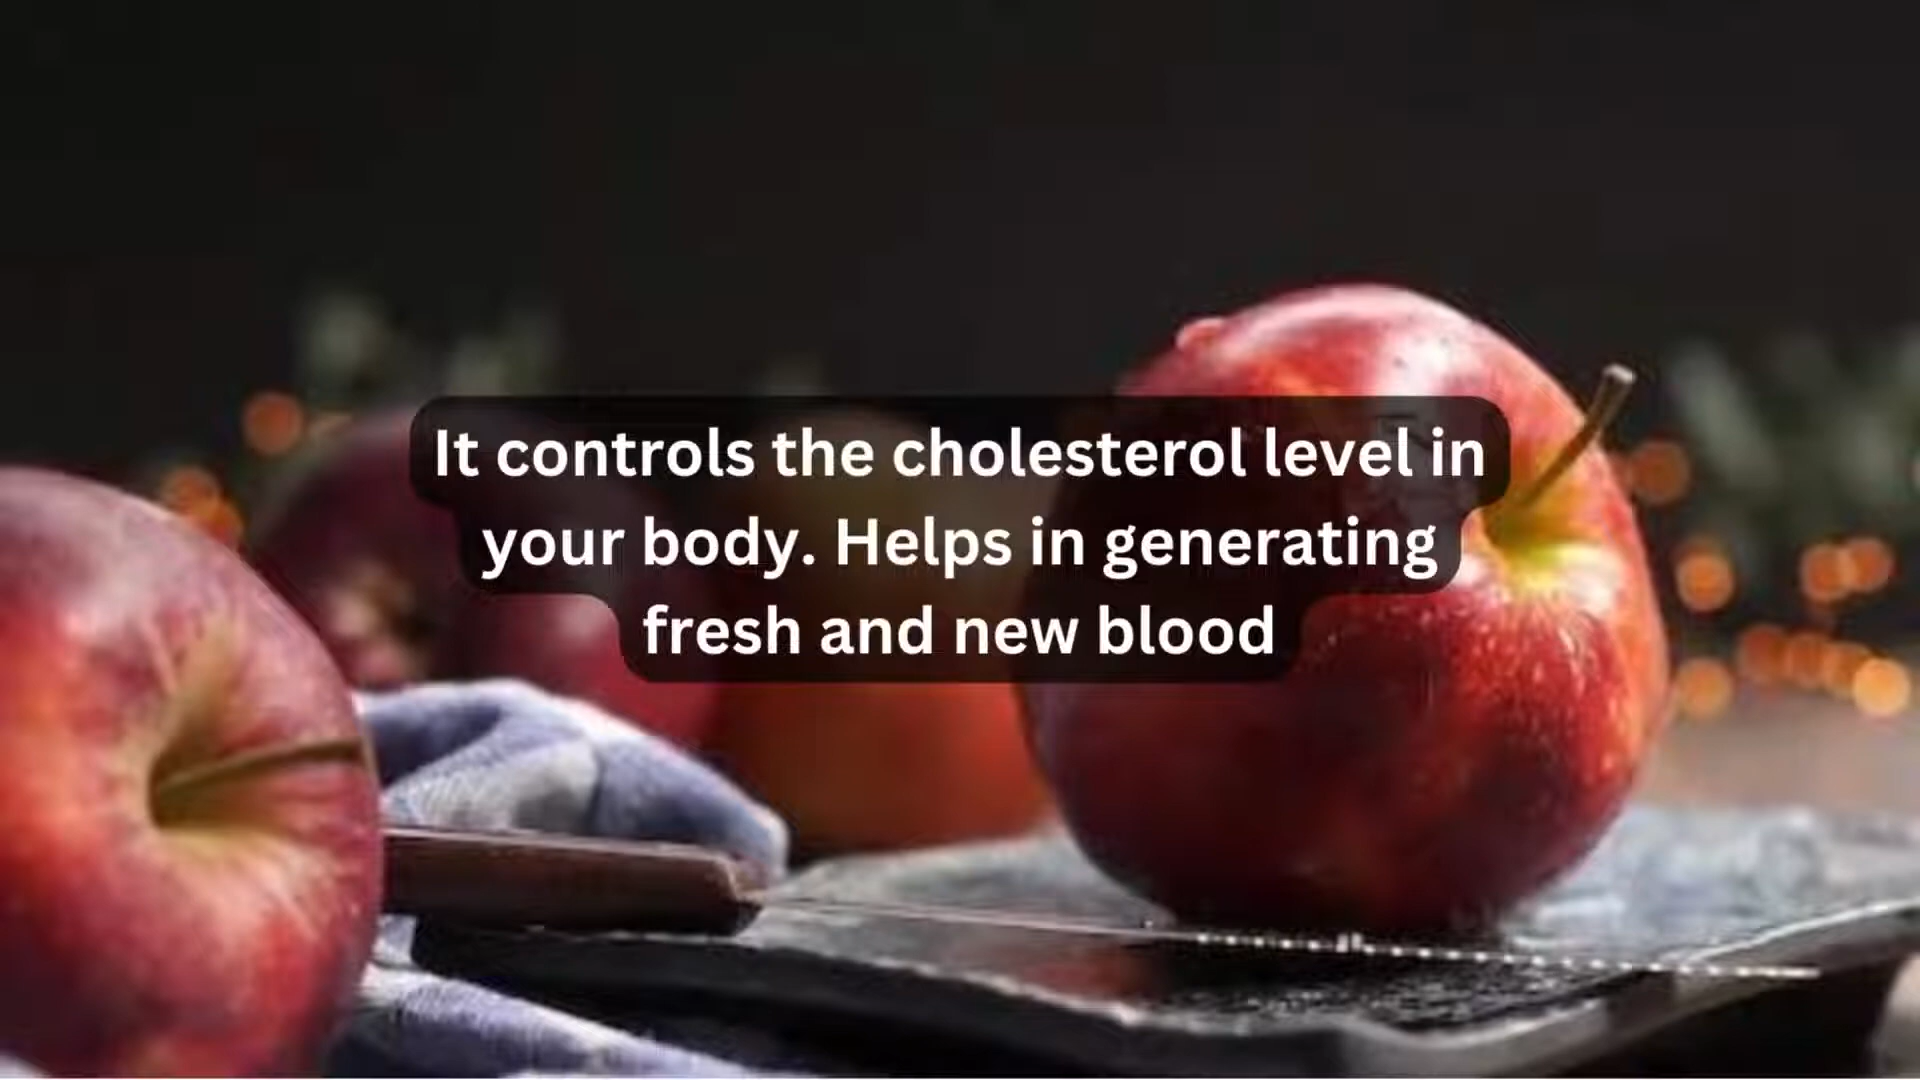 It controls the cholesterol level in
your body. Helps in generating
fresh and new blood